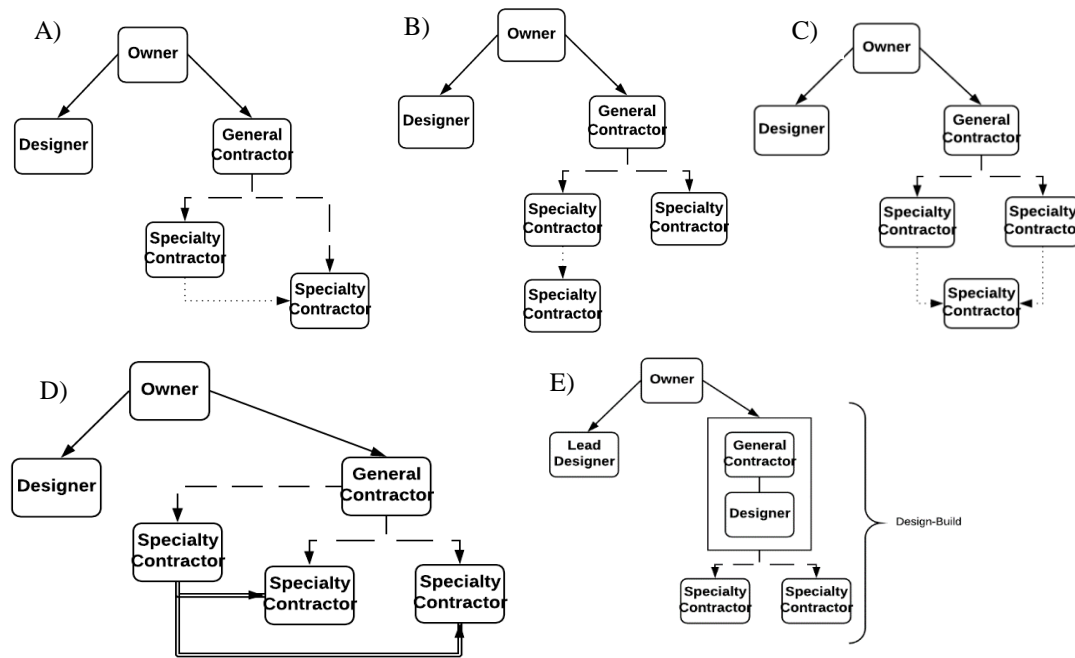 A)
Owner
Designer
General
Contractor
Specialty
Contractor
Specialty
Contractor
B)
Owner
Designer
General
Contractor
Specialty
Contractor
Specialty
Contractor
Specialty
Contractor
C)
Owner
Designer
General
Contractor
Specialty
Contractor
Specialty
Contractor
Specialty
Contractor
D)
Owner
Designer
General
Contractor
Specialty
Contractor
Specialty
Contractor
Specialty
Contractor
E)
Owner
Lead
Designer
General
Contractor
Designer
Design-Build
Specialty
Contractor
Specialty
Contractor